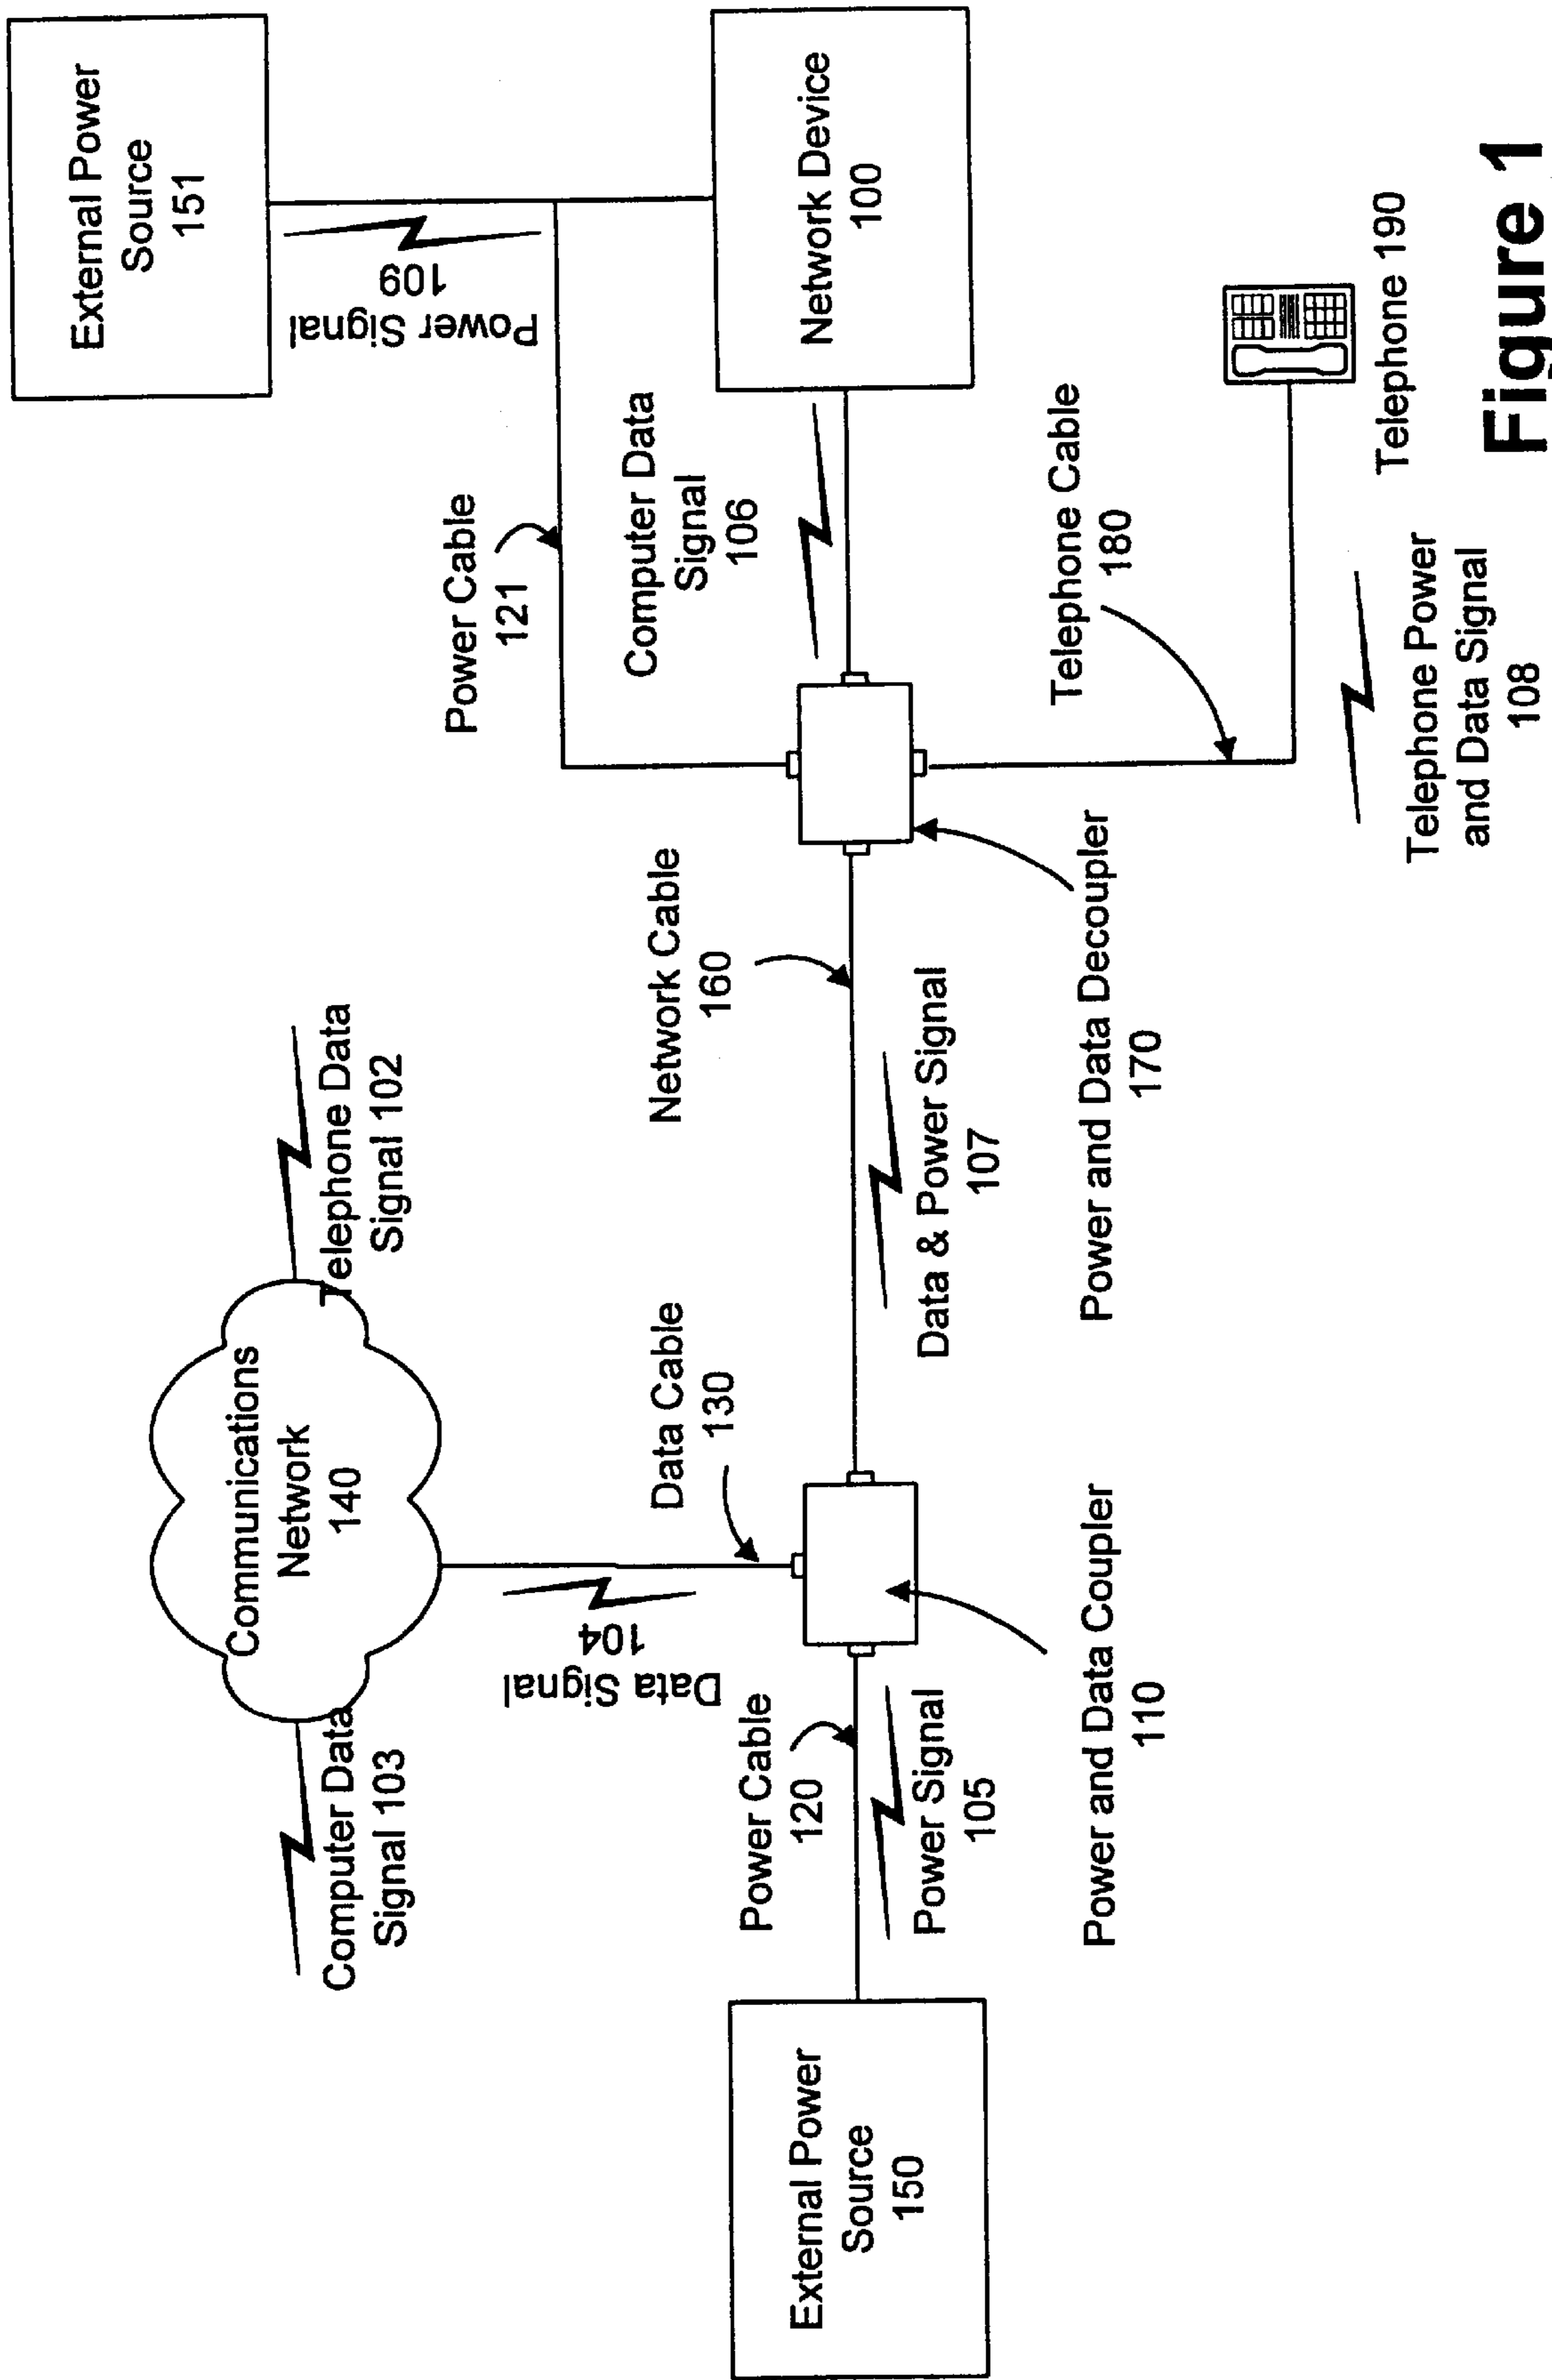 External Power
Source
151
Power Signal
109
Communications
Network
140
Computer Data
Signal 103
Telephone Data
Signal 102
Data Signal
104
Data Cable
130
Power Cable
121
Computer Data
Signal
106
Network Cable
160
Power Cable
120
External Power
Source
150
Power Signal
105
Data & Power Signal
107
Network Device
100
Power and Data Coupler
110
Power and Data Decoupler
170
Telephone Cable
180
Telephone 190
Telephone Power
and Data Signal
108
Figure 1